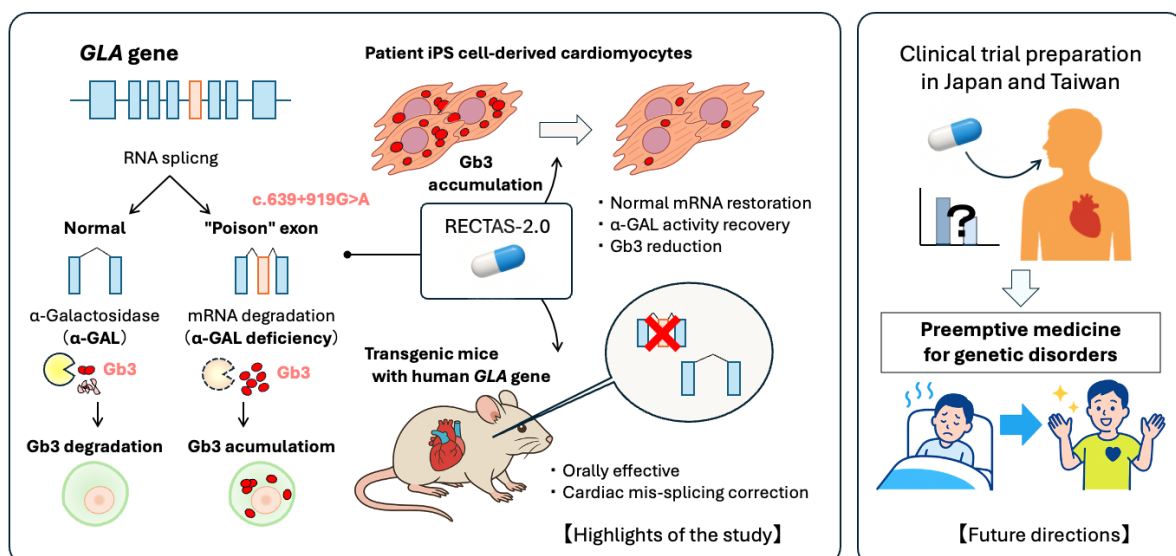 GLA gene
RNA splicng
c.639+919G>A
Normal
"Poison" exon
α-Galactosidase
(α-GAL)
mRNA degradation
(α-GAL deficiency)
Gb3
Gb3
Gb3 degradation
Gb3 acumulatiom
Patient iPS cell-derived cardiomyocytes
Gb3
accumulation
RECTAS-2.0
・Normal mRNA restoration
・α-GAL activity recovery
・Gb3 reduction
Transgenic mice
with human GLA gene
・Orally effective
・Cardiac mis-splicing correction
【Highlights of the study】
Clinical trial preparation
in Japan and Taiwan
?
Preemptive medicine
for genetic disorders
【Future directions】